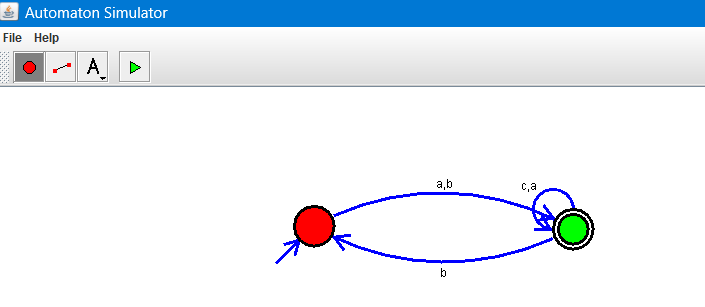 Automaton Simulator
File Help
A
a,b
c,a
b